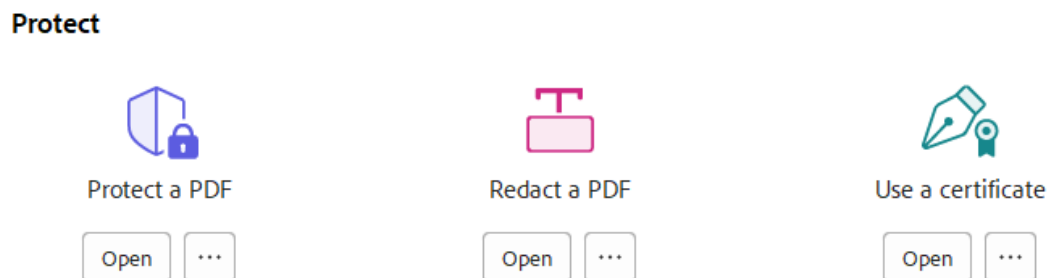 Protect
Protect a PDF Redact a PDF Use a certificate
Open ... Open ... Open ...